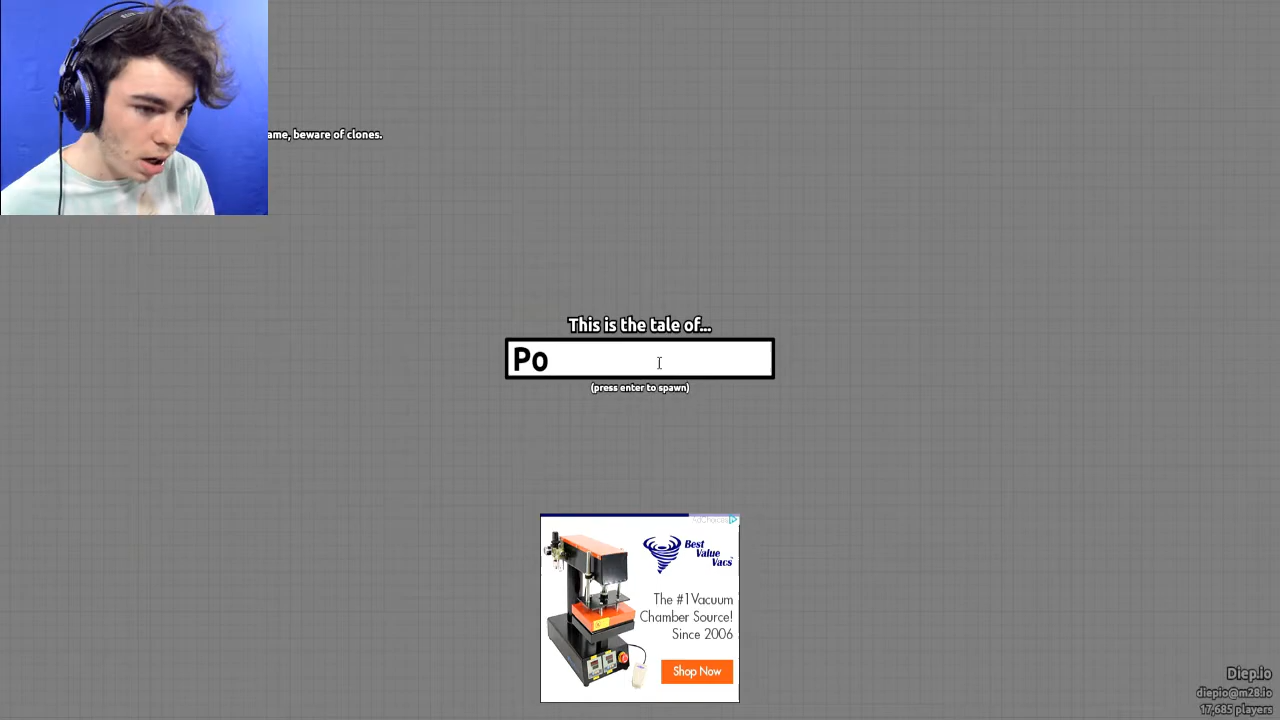 ame, beware of clones.
This is the tale of...
Po
(press enter to spawn)
AdChoices
Best
Value
Vacs
The #1 Vacuum
Chamber Source!
Since 2006
Shop Now
Diep.io
diepio@m28.io
17,685 players